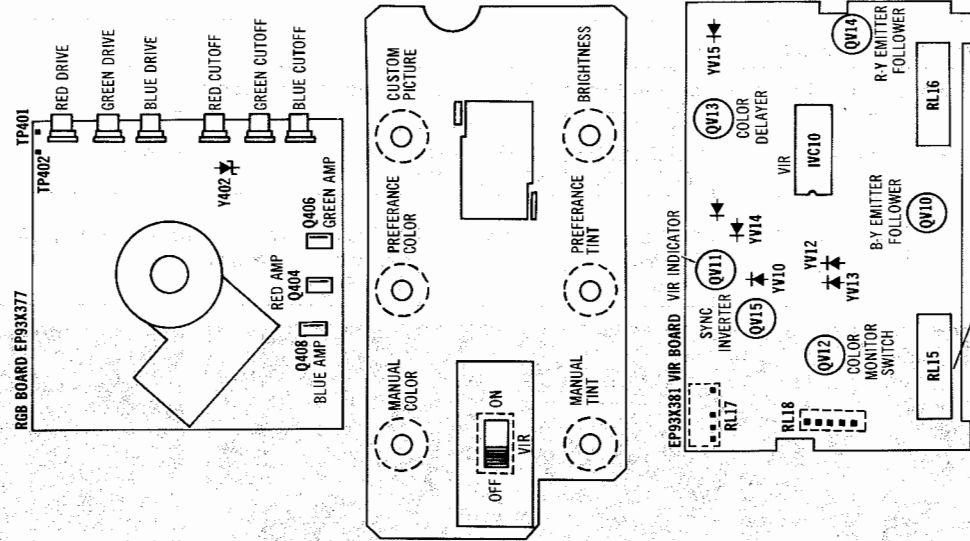 RGB BOARD EP93X377
TP402
TP401
RED DRIVE
GREEN DRIVE
BLUE DRIVE
RED CUTOFF
GREEN CUTOFF
BLUE CUTOFF
Y402
Q406
GREEN AMP
RED AMP
Q404
Q408
BLUE AMP
CUSTOM
PICTURE
PREFERANCE
COLOR
MANUAL
COLOR
BRIGHTNESS
PREFERANCE
TINT
MANUAL
TINT
OFF
ON
VIR
EP93X381 VIR BOARD
VIR INDICATOR
YV15
QV14
R-Y EMITTER
FOLLOWER
QV13
COLOR
DELAYER
RL16
VIR
IVC10
YV14
QV11
YV10
SYNC
INVERTER
QV15
YV12
YV13
B-Y EMITTER
FOLLOWER
QV10
QV12
COLOR
MONITOR
SWITCH
RL17
RL18
RL15